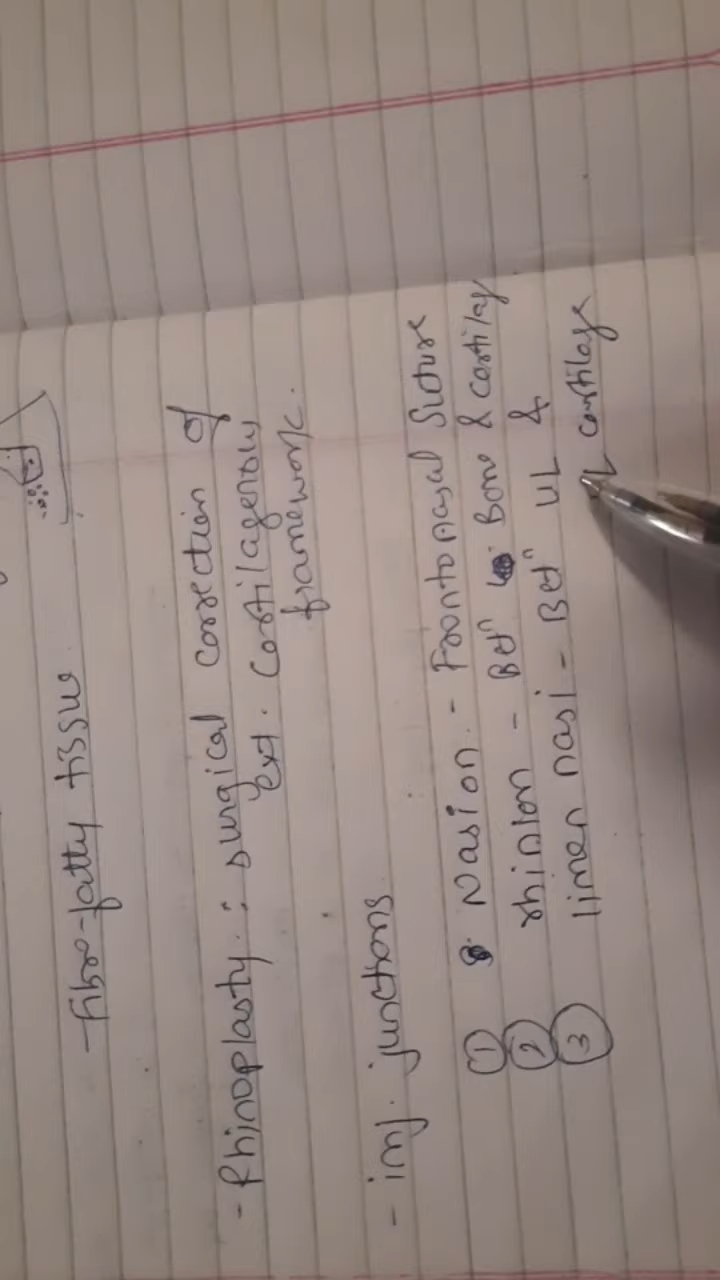 - fibro-fatty tissue.
- Rhinoplasty : surgical correction of
ext. Cartilagenous
framework.
- imp. junctions
① Nasion. - Frontonasal Suture
② rhinion - Betⁿ Bone & cartilag
③ limen nasi - Betⁿ UL &
LL cartilage